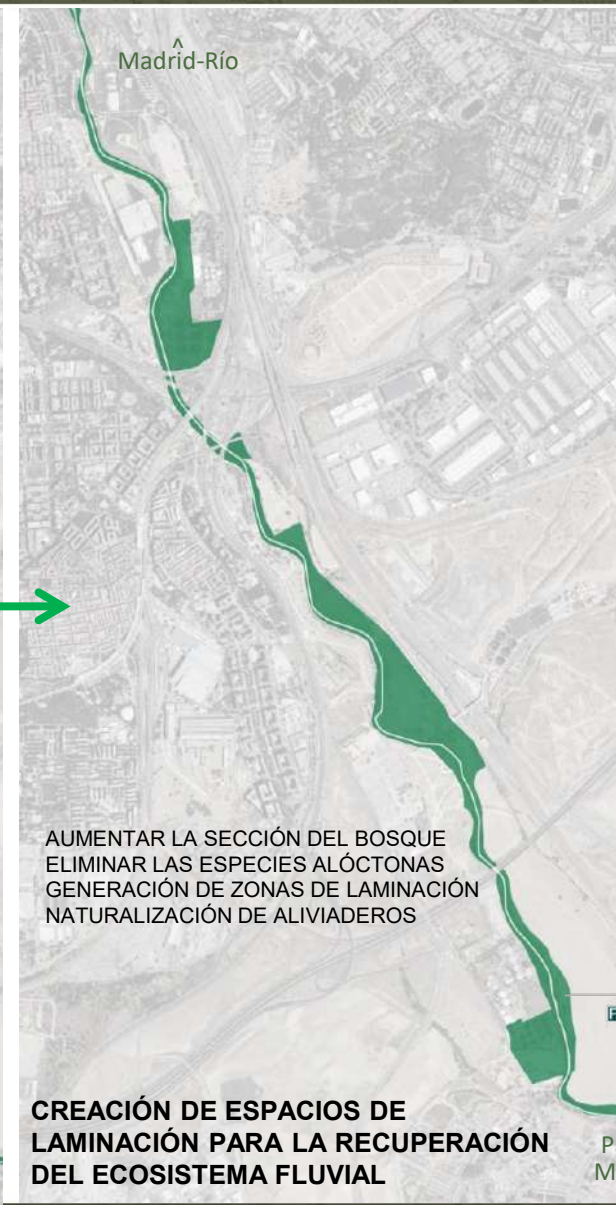 ^
Madrid-Río
AUMENTAR LA SECCIÓN DEL BOSQUE
ELIMINAR LAS ESPECIES ALÓCTONAS
GENERACIÓN DE ZONAS DE LAMINACIÓN
NATURALIZACIÓN DE ALIVIADEROS
CREACIÓN DE ESPACIOS DE
LAMINACIÓN PARA LA RECUPERACIÓN
DEL ECOSISTEMA FLUVIAL